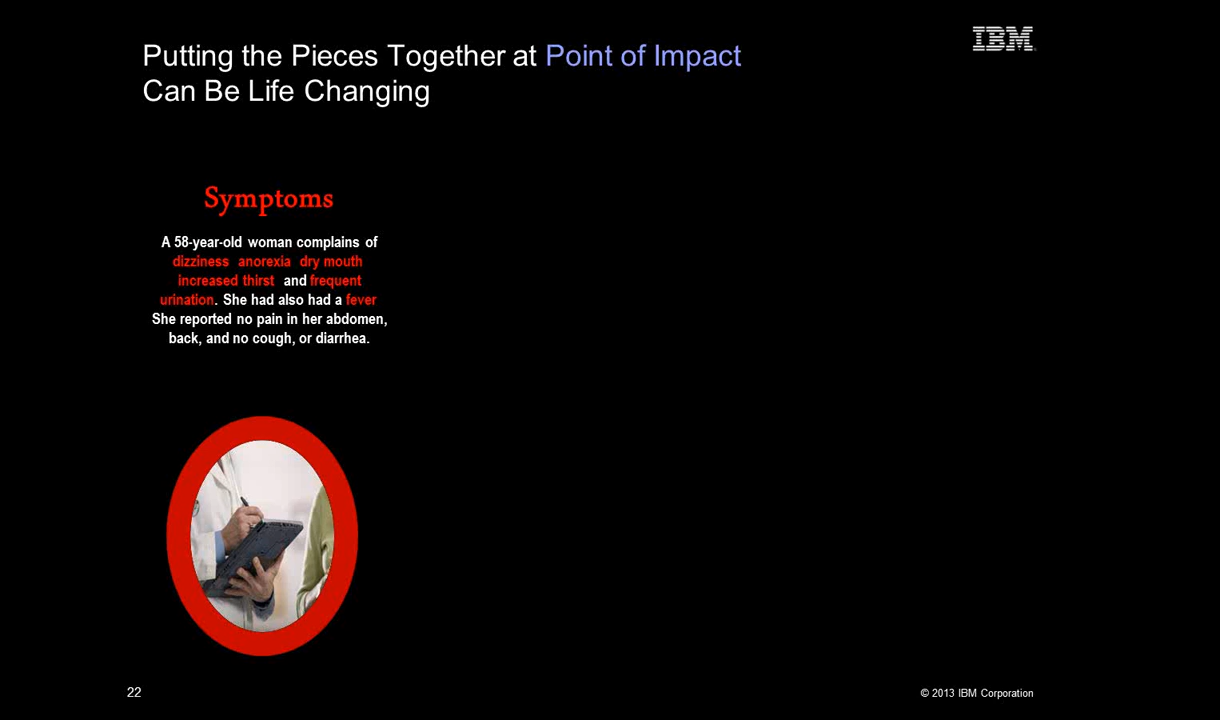 Putting the Pieces Together at Point of Impact
Can Be Life Changing
IBM
Symptoms
A 58-year-old woman complains of
dizziness anorexia dry mouth
increased thirst and frequent
urination. She had also had a fever
She reported no pain in her abdomen,
back, and no cough, or diarrhea.
22
© 2013 IBM Corporation